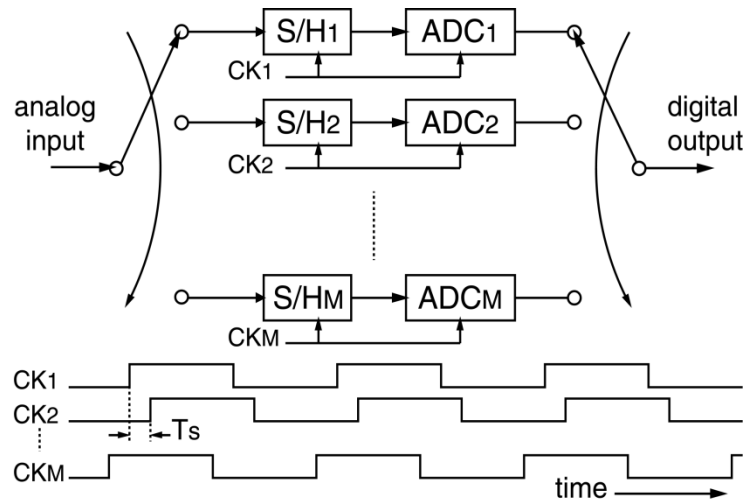 S/H1
ADC1
CK1
analog
input
digital
output
S/H2
ADC2
CK2
S/HM
ADCM
CKM
CK1
CK2
Ts
CKM
time